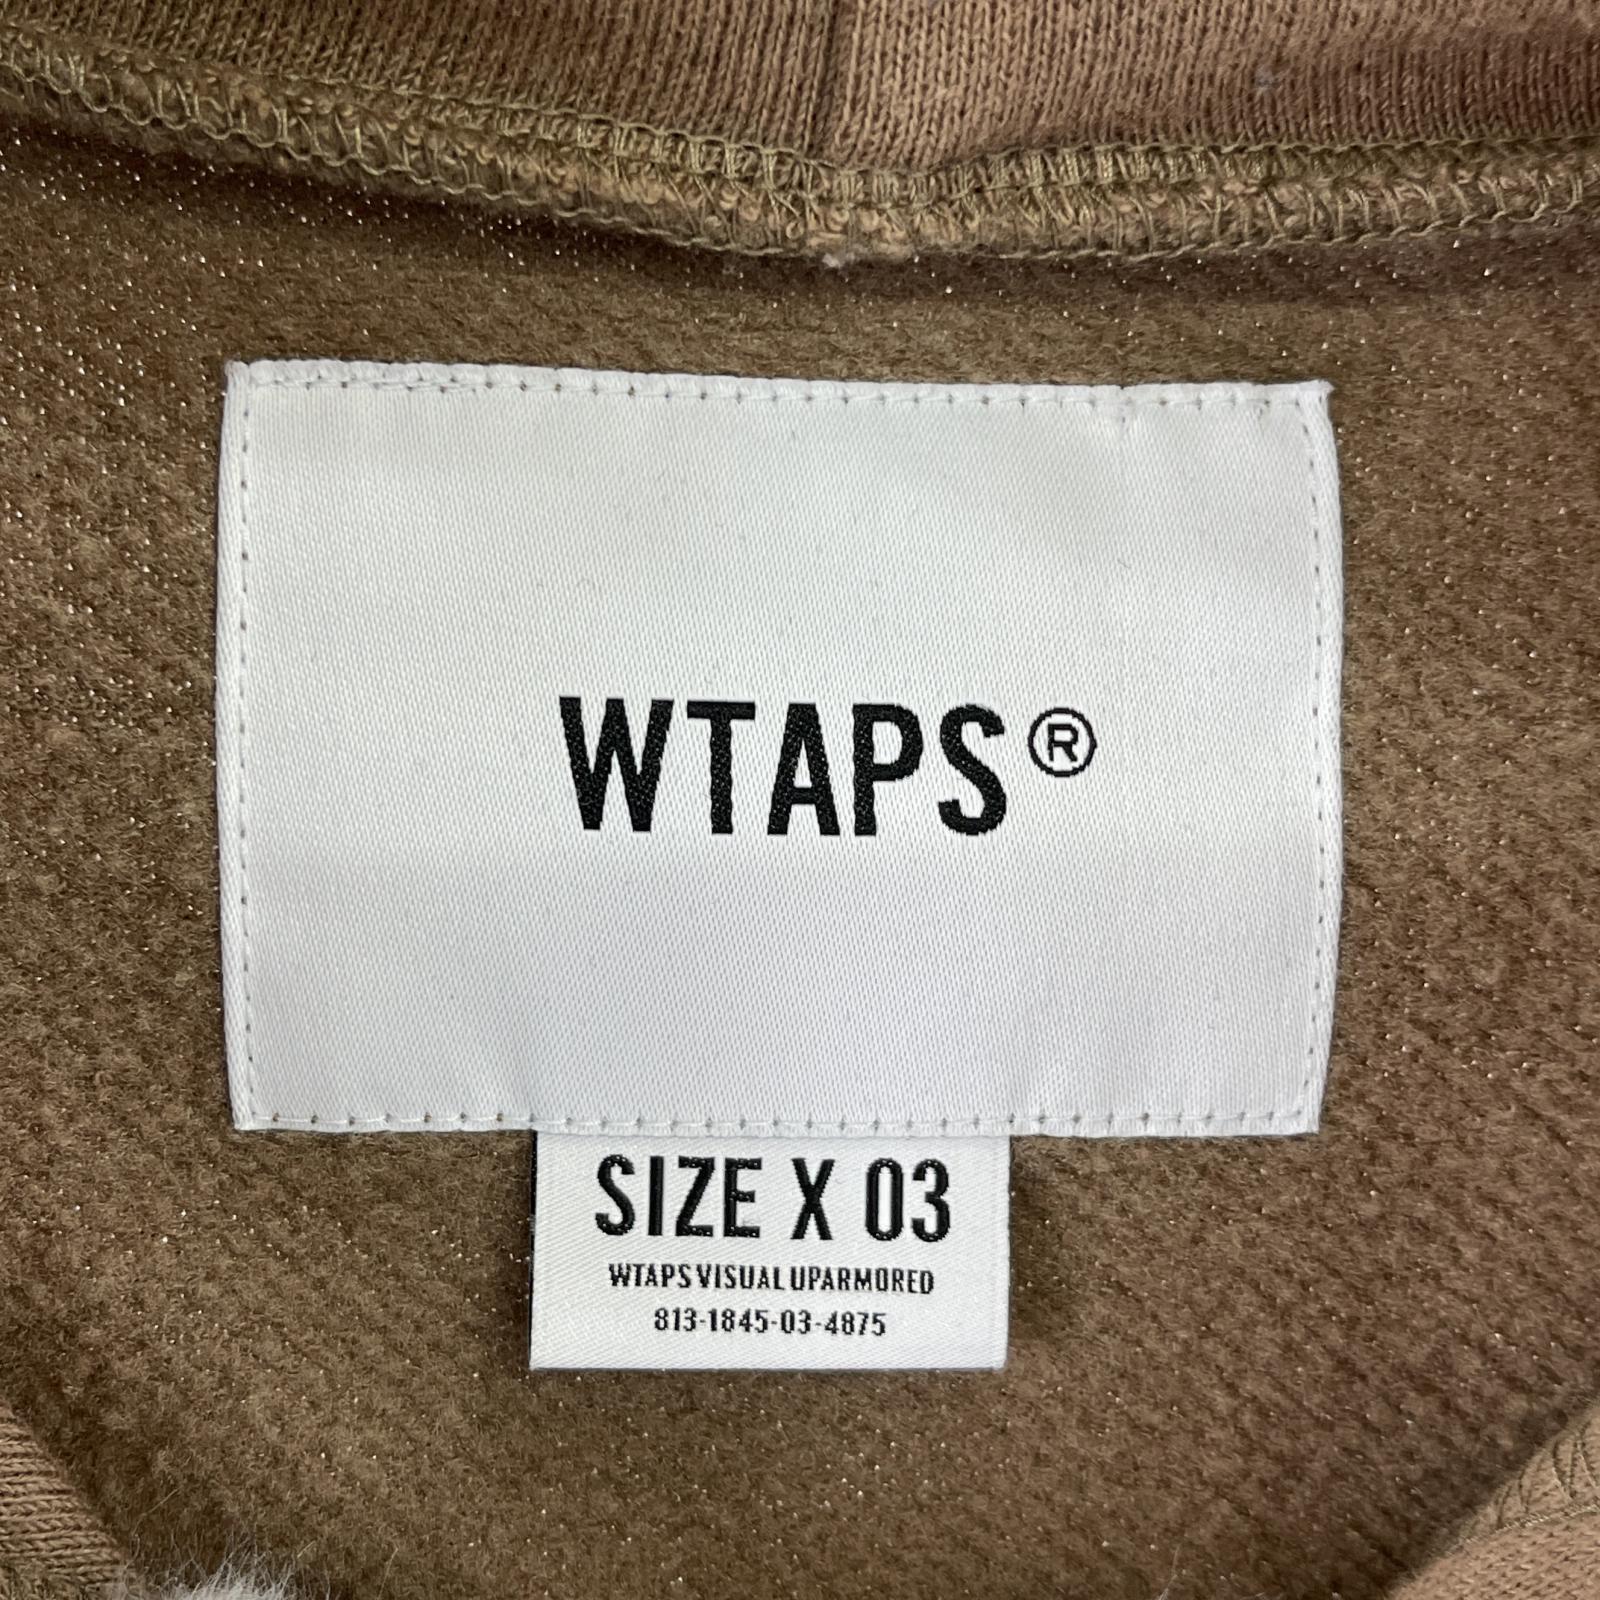 WTAPS®
SIZE X 03
WTAPS VISUAL UPARMORED
813-1845-03-4875